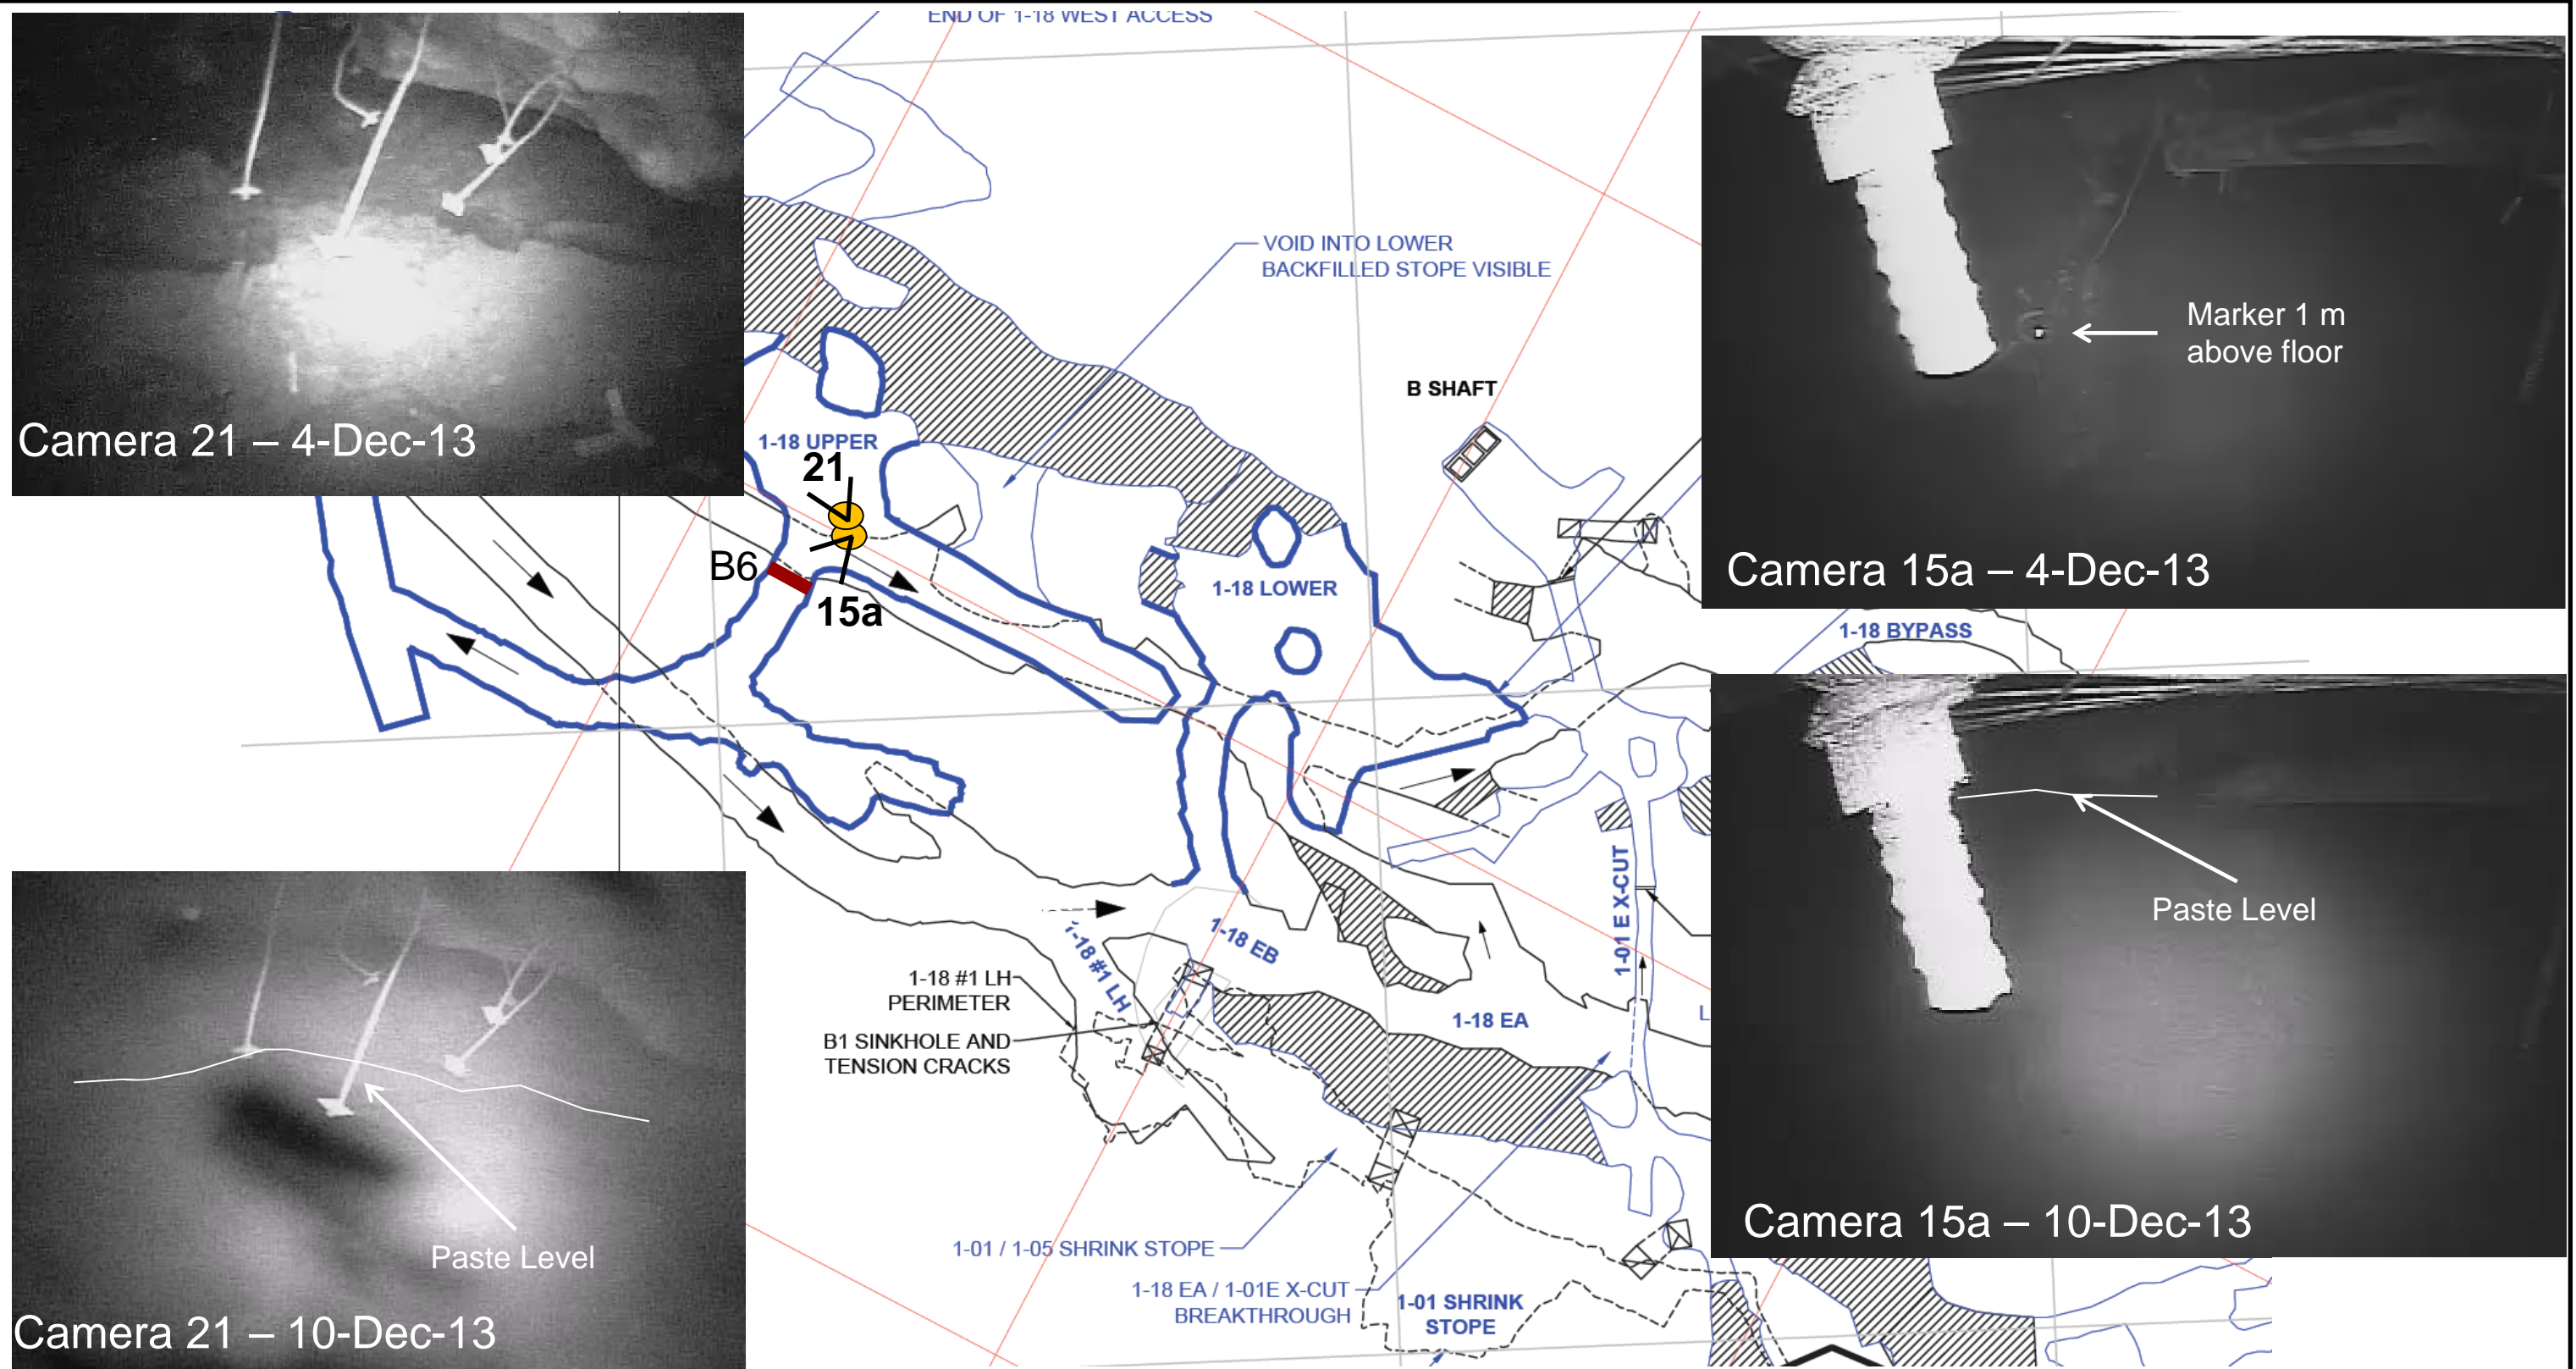 END OF 1-18 WEST ACCESS
Camera 21 – 4-Dec-13
VOID INTO LOWER
BACKFILLED STOPE VISIBLE
Marker 1 m
above floor
Camera 15a – 4-Dec-13
B SHAFT
1-18 UPPER
21
B6
15a
1-18 LOWER
1-18 BYPASS
1-01 E X-CUT
Paste Level
Camera 15a – 10-Dec-13
1-18 #1 LH
1-18 EB
1-18 #1 LH
PERIMETER
B1 SINKHOLE AND
TENSION CRACKS
1-18 EA
L
Paste Level
Camera 21 – 10-Dec-13
1-01 / 1-05 SHRINK STOPE
1-18 EA / 1-01E X-CUT
BREAKTHROUGH
1-01 SHRINK
STOPE